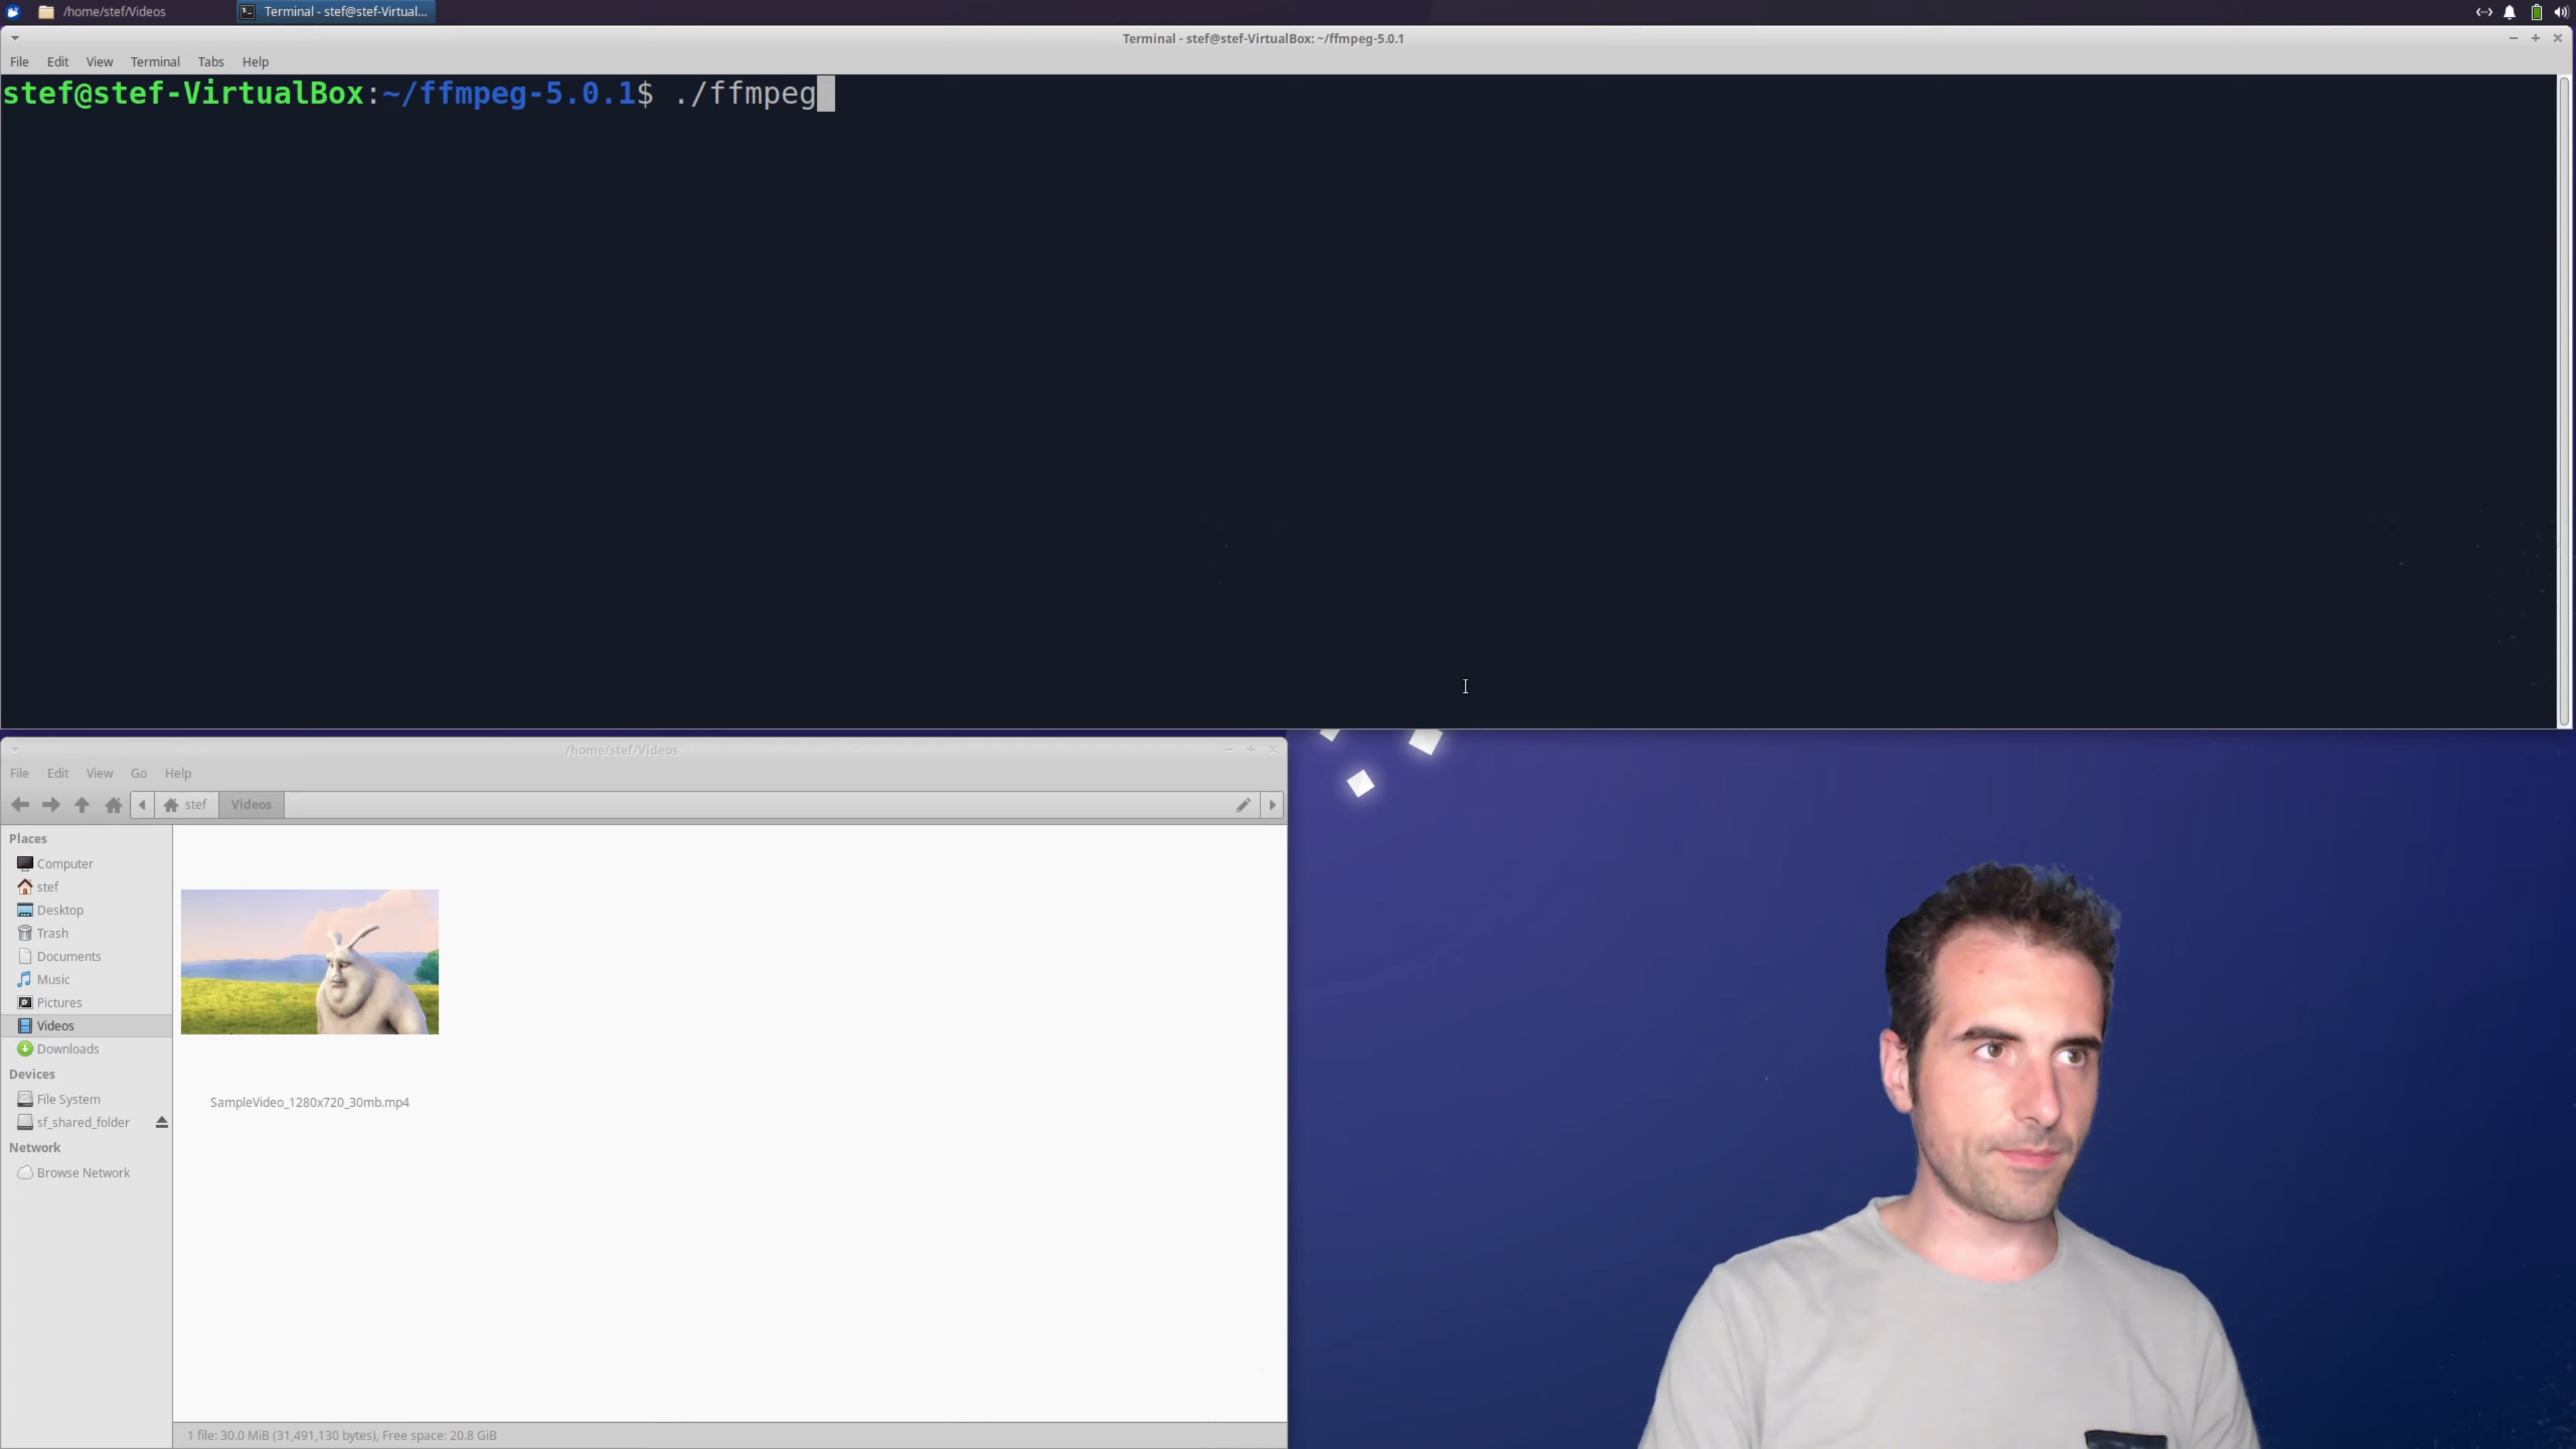 /home/stef/Videos
Terminal - stef@stef-Virtual...
Terminal - stef@stef-VirtualBox: ~/ffmpeg-5.0.1
File Edit View Terminal Tabs Help
stef@stef-VirtualBox:~/ffmpeg-5.0.1$ ./ffmpeg
/home/stef/Videos
File Edit View Go Help
stef Videos
Places
Computer
stef
Desktop
Trash
Documents
Music
Pictures
Videos
Downloads
Devices
File System
sf_shared_folder
Network
Browse Network
SampleVideo_1280x720_30mb.mp4
1 file: 30.0 MiB (31,491,130 bytes), Free space: 20.8 GiB